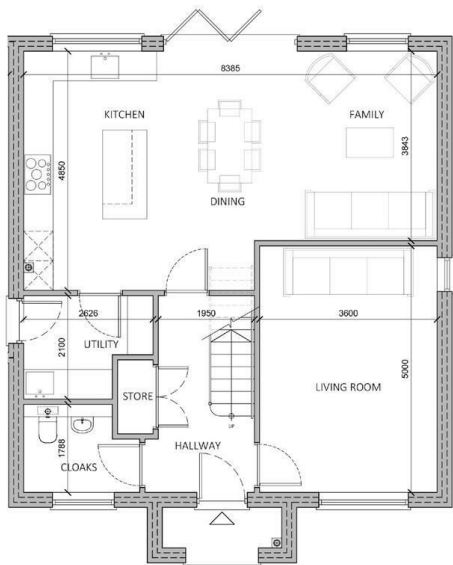 8385
KITCHEN
FAMILY
4850
3843
DINING
2626
1950
3600
2100
UTILITY
5000
STORE
LIVING ROOM
UP
1788
HALLWAY
CLOAKS